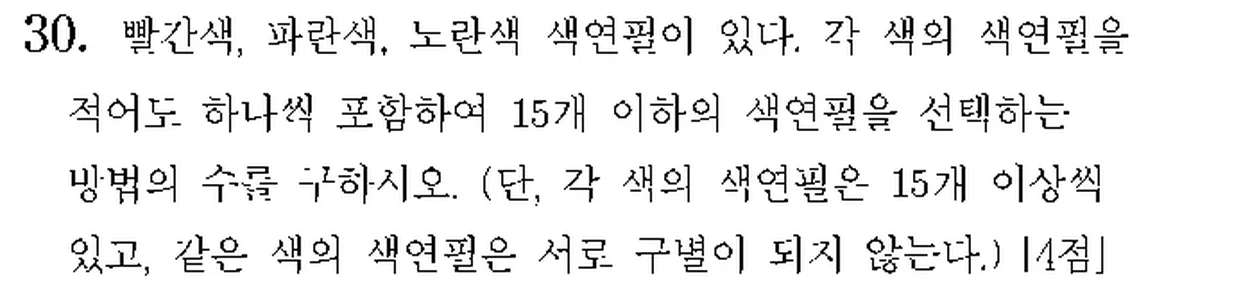 30. 빨간색, 파란색, 노란색 색연필이 있다. 각 색의 색연필을
적어도 하나씩 포함하여 15개 이하의 색연필을 선택하는
방법의 수를 구하시오. (단, 각 색의 색연필은 15개 이상씩
있고, 같은 색의 색연필은 서로 구별이 되지 않는다.) [4점]